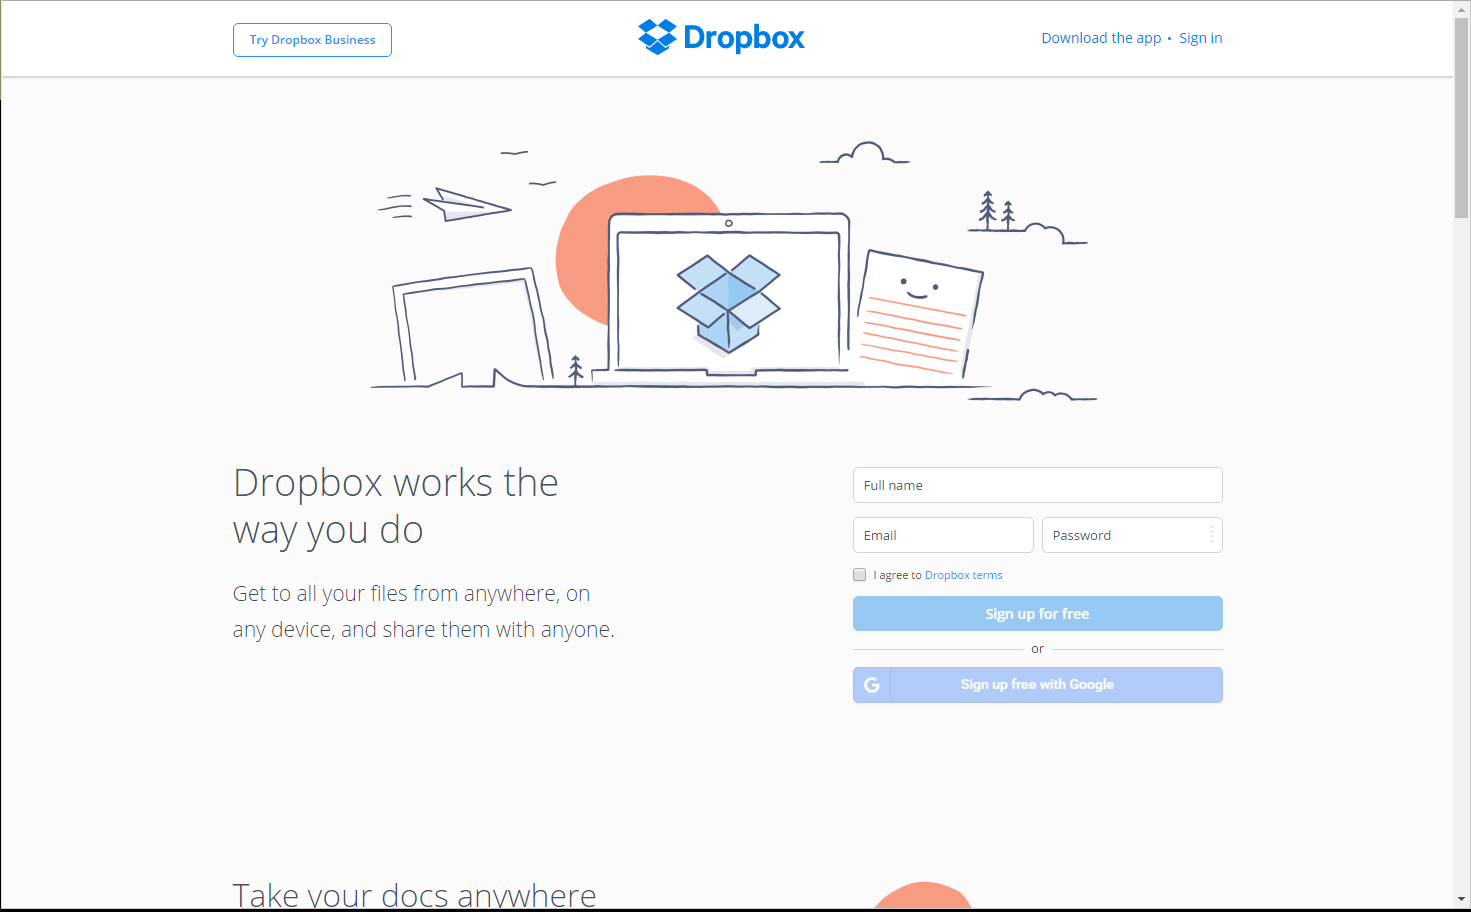 Try Dropbox Business
Dropbox
Download the app • Sign in
Dropbox works the
way you do
Get to all your files from anywhere, on
any device, and share them with anyone.
Full name
Email
Password
I agree to Dropbox terms
Sign up for free
or
G
Sign up free with Google
Take your docs anywhere